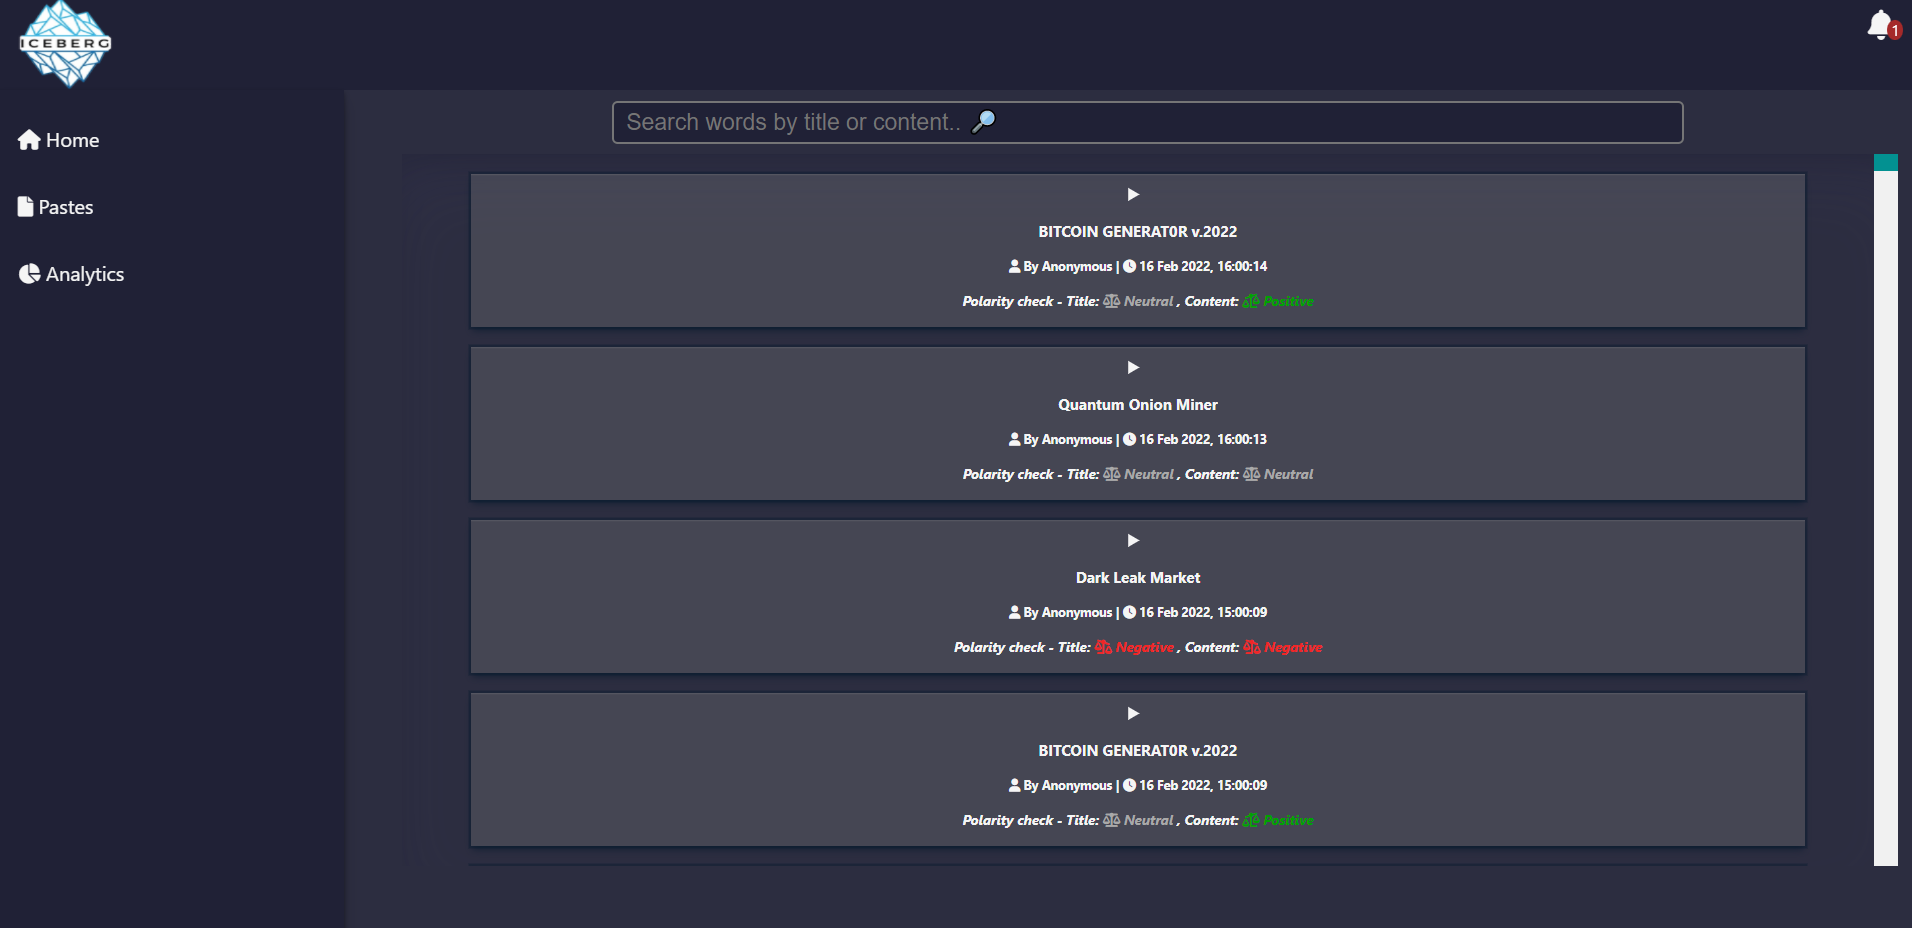 ICEBERG
1
Home
Pastes
Analytics
Search words by title or content.. 🔎
BITCOIN GENERAT0R v.2022
By Anonymous | 16 Feb 2022, 16:00:14
Polarity check - Title: Neutral , Content: Positive
Quantum Onion Miner
By Anonymous | 16 Feb 2022, 16:00:13
Polarity check - Title: Neutral , Content: Neutral
Dark Leak Market
By Anonymous | 16 Feb 2022, 15:00:09
Polarity check - Title: Negative , Content: Negative
BITCOIN GENERAT0R v.2022
By Anonymous | 16 Feb 2022, 15:00:09
Polarity check - Title: Neutral , Content: Positive